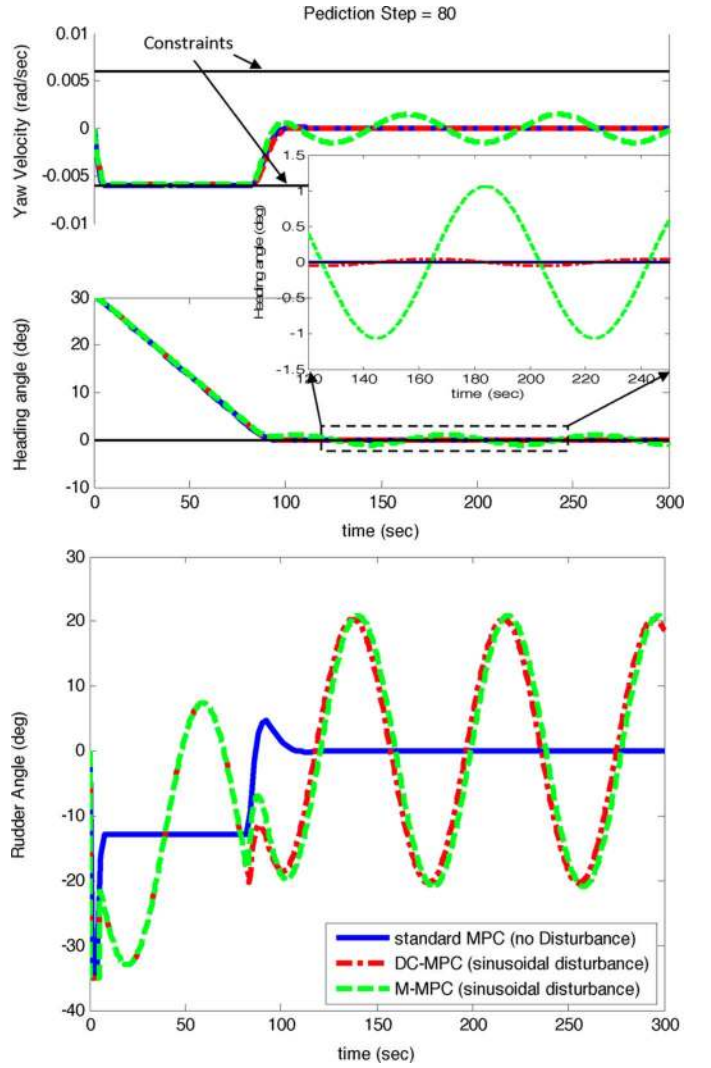 Pediction Step = 80
Constraints
Yaw Velocity (rad/sec)
0.01
0.005
0
-0.005
-0.01
Heading angle (deg)
1.5
1
0.5
0
-0.5
-1
-1.5
120 140 160 180 200 220 240
time (sec)
Heading angle (deg)
30
20
10
0
-10
0 50 100 150 200 250 300
time (sec)
Rudder Angle (deg)
30
20
10
0
-10
-20
-30
-40
0 50 100 150 200 250 300
time (sec)
standard MPC (no Disturbance)
DC-MPC (sinusoidal disturbance)
M-MPC (sinusoidal disturbance)